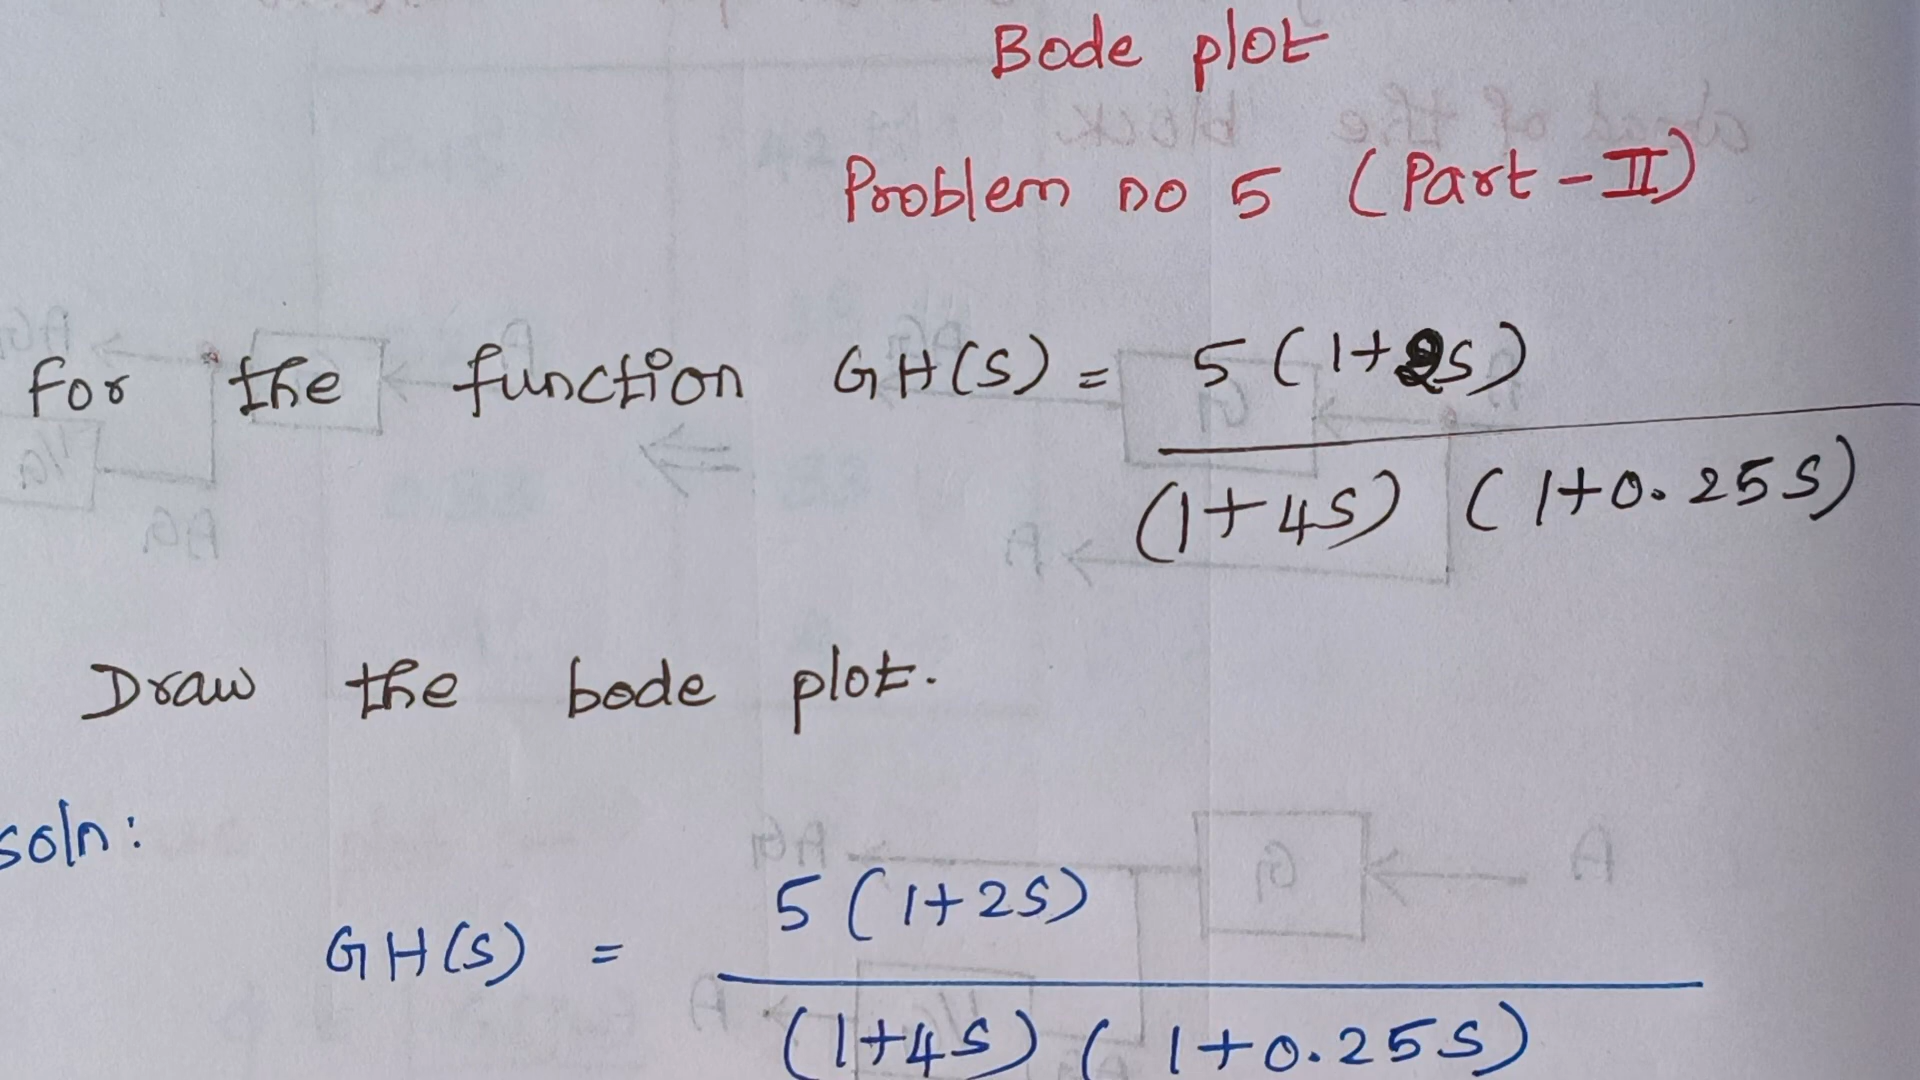 Bode plot
Problem no 5 (Part-II)
For the function GH(S) = 5(1+2S)
(1+4S) (1+0.25S)
Draw the bode plot.
soln:
GH(S) = 5(1+2S)
(1+4S) (1+0.25S)